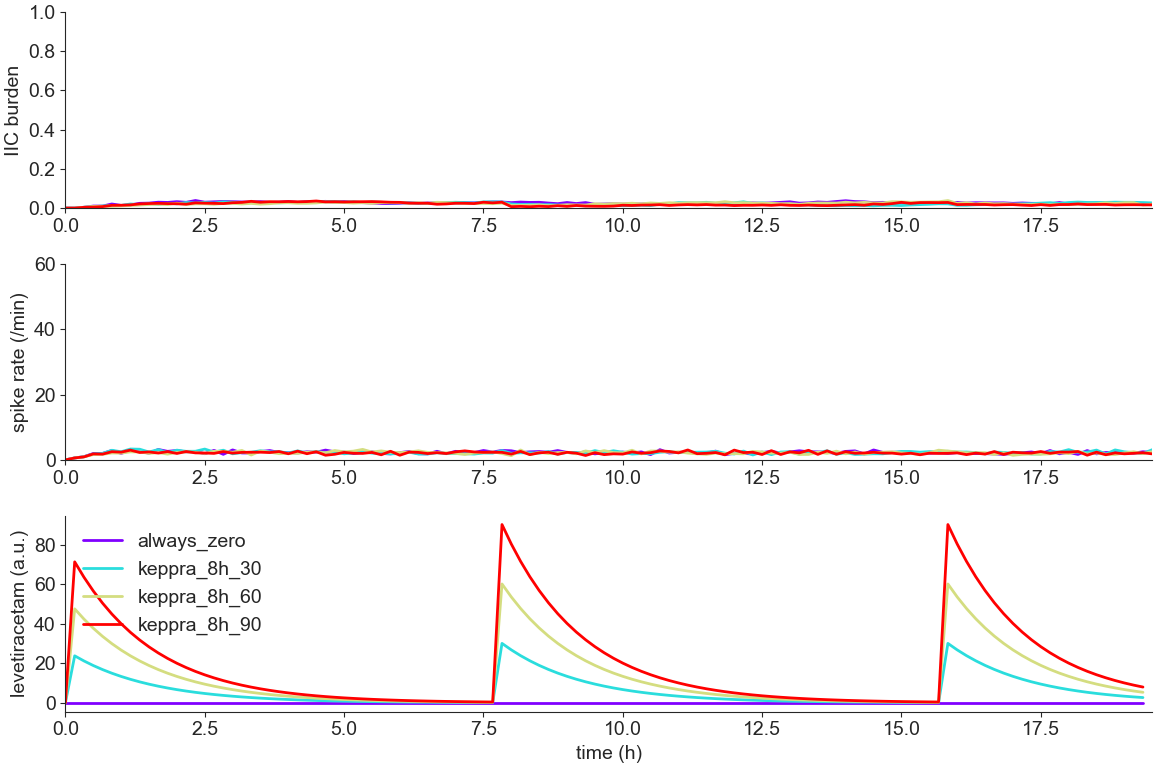 IIC burden
1.0
0.8
0.6
0.4
0.2
0.0
0.0 2.5 5.0 7.5 10.0 12.5 15.0 17.5
spike rate (/min)
60
40
20
0
0.0 2.5 5.0 7.5 10.0 12.5 15.0 17.5
levetiracetam (a.u.)
80
60
40
20
0
always_zero
keppra_8h_30
keppra_8h_60
keppra_8h_90
0.0 2.5 5.0 7.5 10.0 12.5 15.0 17.5
time (h)